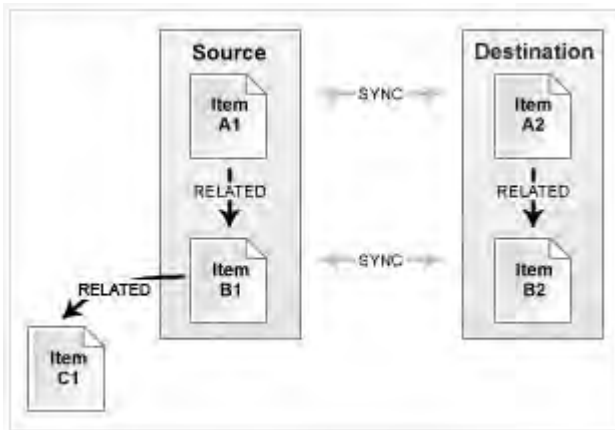 Source
Destination
Item
A1
SYNC
Item
A2
RELATED
RELATED
Item
B1
SYNC
Item
B2
RELATED
Item
C1